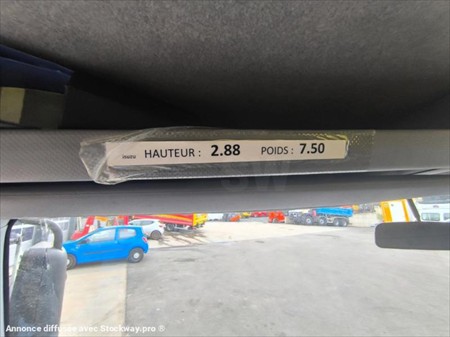 HAUTEUR : 2.88 POIDS : 7.50
Annonce diffusée avec Stockway.pro ®